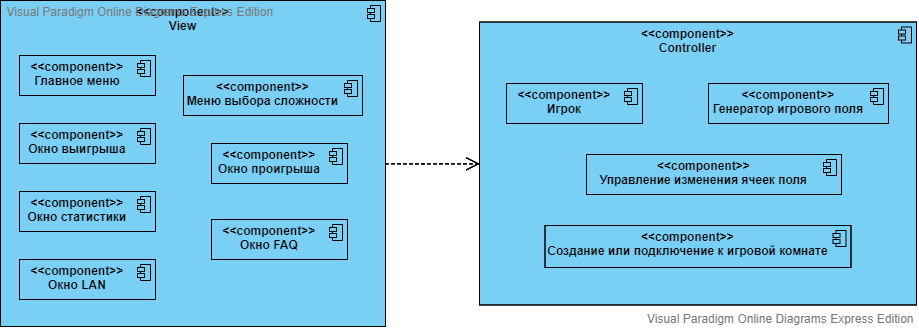 Visual Paradigm Online Diagrams Express Edition
<<component>>
View
<<component>>
Главное меню
<<component>>
Меню выбора сложности
<<component>>
Окно выигрыша
<<component>>
Окно проигрыша
<<component>>
Окно статистики
<<component>>
Окно FAQ
<<component>>
Окно LAN
<<component>>
Controller
<<component>>
Игрок
<<component>>
Генератор игрового поля
<<component>>
Управление изменения ячеек поля
<<component>>
Создание или подключение к игровой комнате
Visual Paradigm Online Diagrams Express Edition